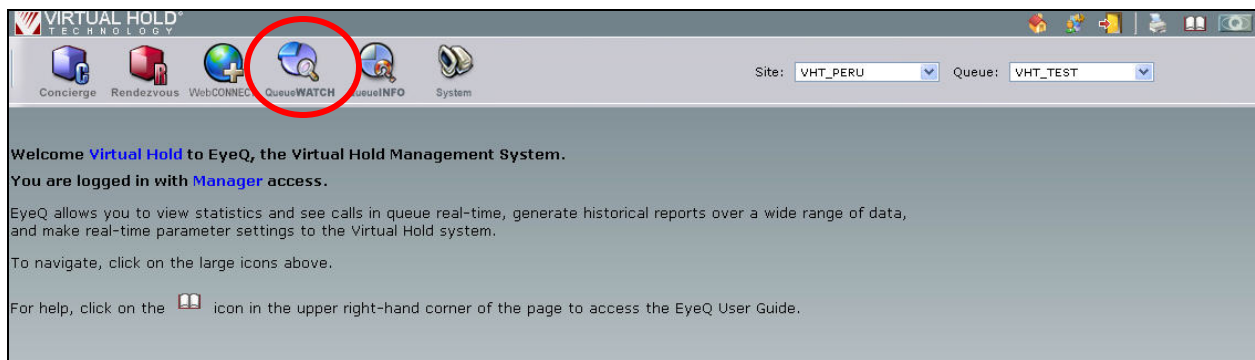 VIRTUAL HOLD®
TECHNOLOGY
Concierge Rendezvous WebCONNECT QueueWATCH QueueINFO System
Site: VHT_PERU Queue: VHT_TEST
Welcome Virtual Hold to EyeQ, the Virtual Hold Management System.
You are logged in with Manager access.
EyeQ allows you to view statistics and see calls in queue real-time, generate historical reports over a wide range of data,
and make real-time parameter settings to the Virtual Hold system.
To navigate, click on the large icons above.
For help, click on the icon in the upper right-hand corner of the page to access the EyeQ User Guide.